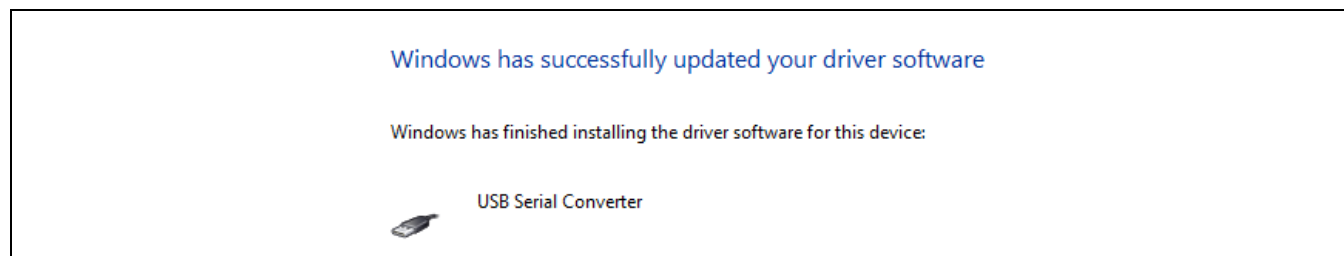 Windows has successfully updated your driver software
Windows has finished installing the driver software for this device:
USB Serial Converter